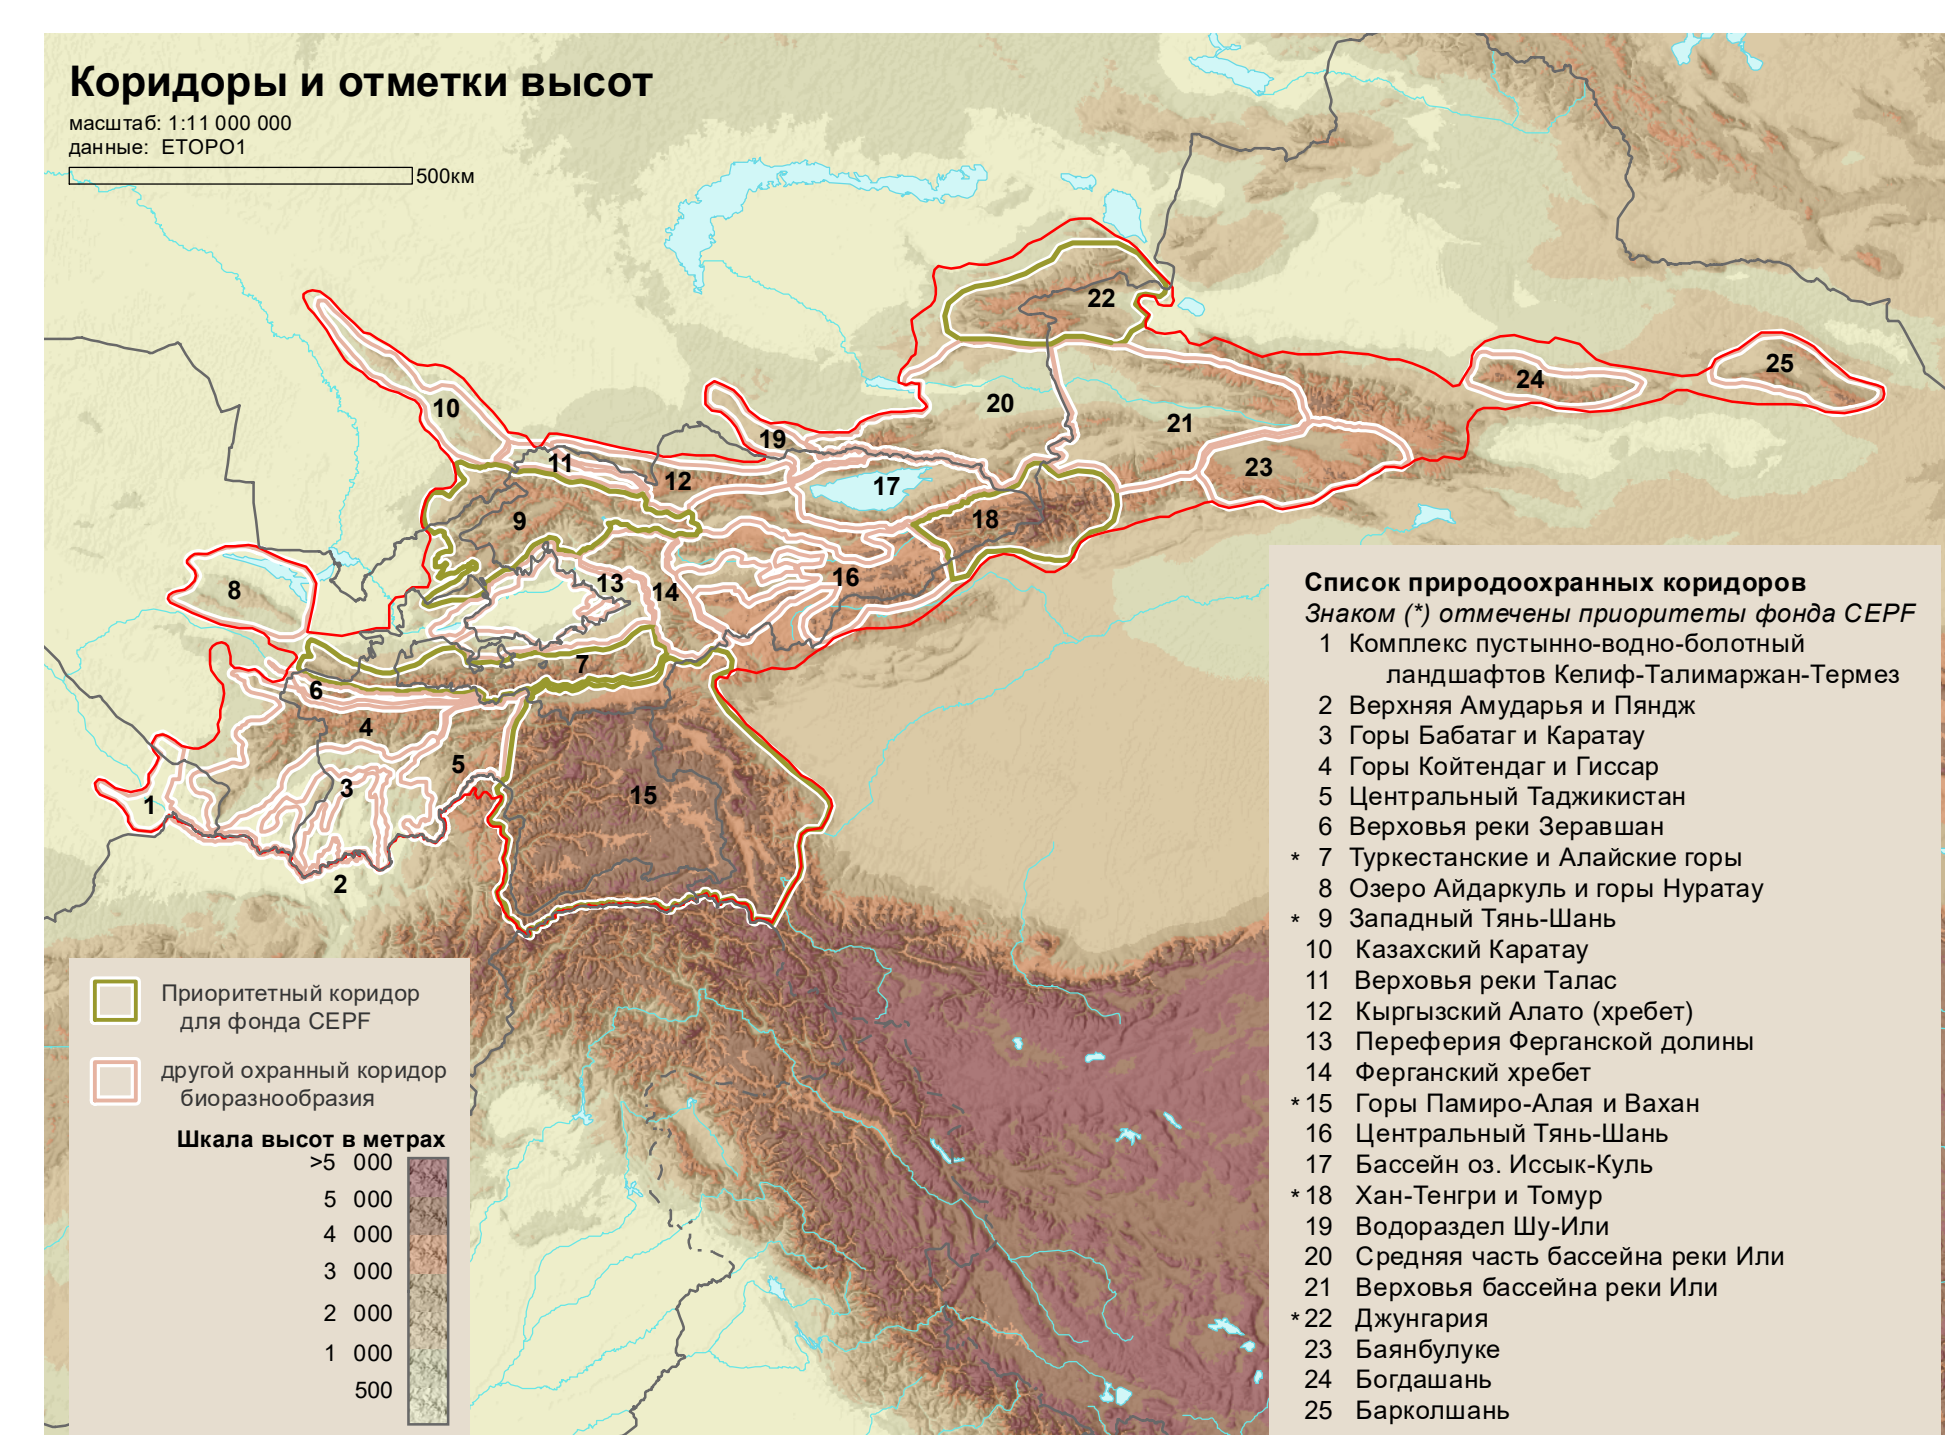 Коридоры и отметки высот
масштаб: 1:11 000 000
данные: ETOPO1
500км
22
25
24
20
10
21
19
11
23
12
17
9
18
13
16
14
8
7
6
4
5
3
15
1
2
Список природоохранных коридоров
Знаком (*) отмечены приоритеты фонда CEPF
1 Комплекс пустынно-водно-болотный
ландшафтов Келиф-Талимаржан-Термез
2 Верхняя Амударья и Пяндж
3 Горы Бабатаг и Каратау
4 Горы Койтендаг и Гиссар
5 Центральный Таджикистан
6 Верховья реки Зеравшан
* 7 Туркестанские и Алайские горы
8 Озеро Айдаркуль и горы Нуратау
* 9 Западный Тянь-Шань
10 Казахский Каратау
11 Верховья реки Талас
12 Кыргызский Алато (хребет)
13 Переферия Ферганской долины
14 Ферганский хребет
* 15 Горы Памиро-Алая и Вахан
16 Центральный Тянь-Шань
17 Бассейн оз. Иссык-Куль
* 18 Хан-Тенгри и Томур
19 Водораздел Шу-Или
20 Средняя часть бассейна реки Или
21 Верховья бассейна реки Или
* 22 Джунгария
23 Баянбулуке
24 Богдашань
25 Барколшань
Приоритетный коридор
для фонда CEPF
другой охранный коридор
биоразнообразия
Шкала высот в метрах
>5 000
5 000
4 000
3 000
2 000
1 000
500